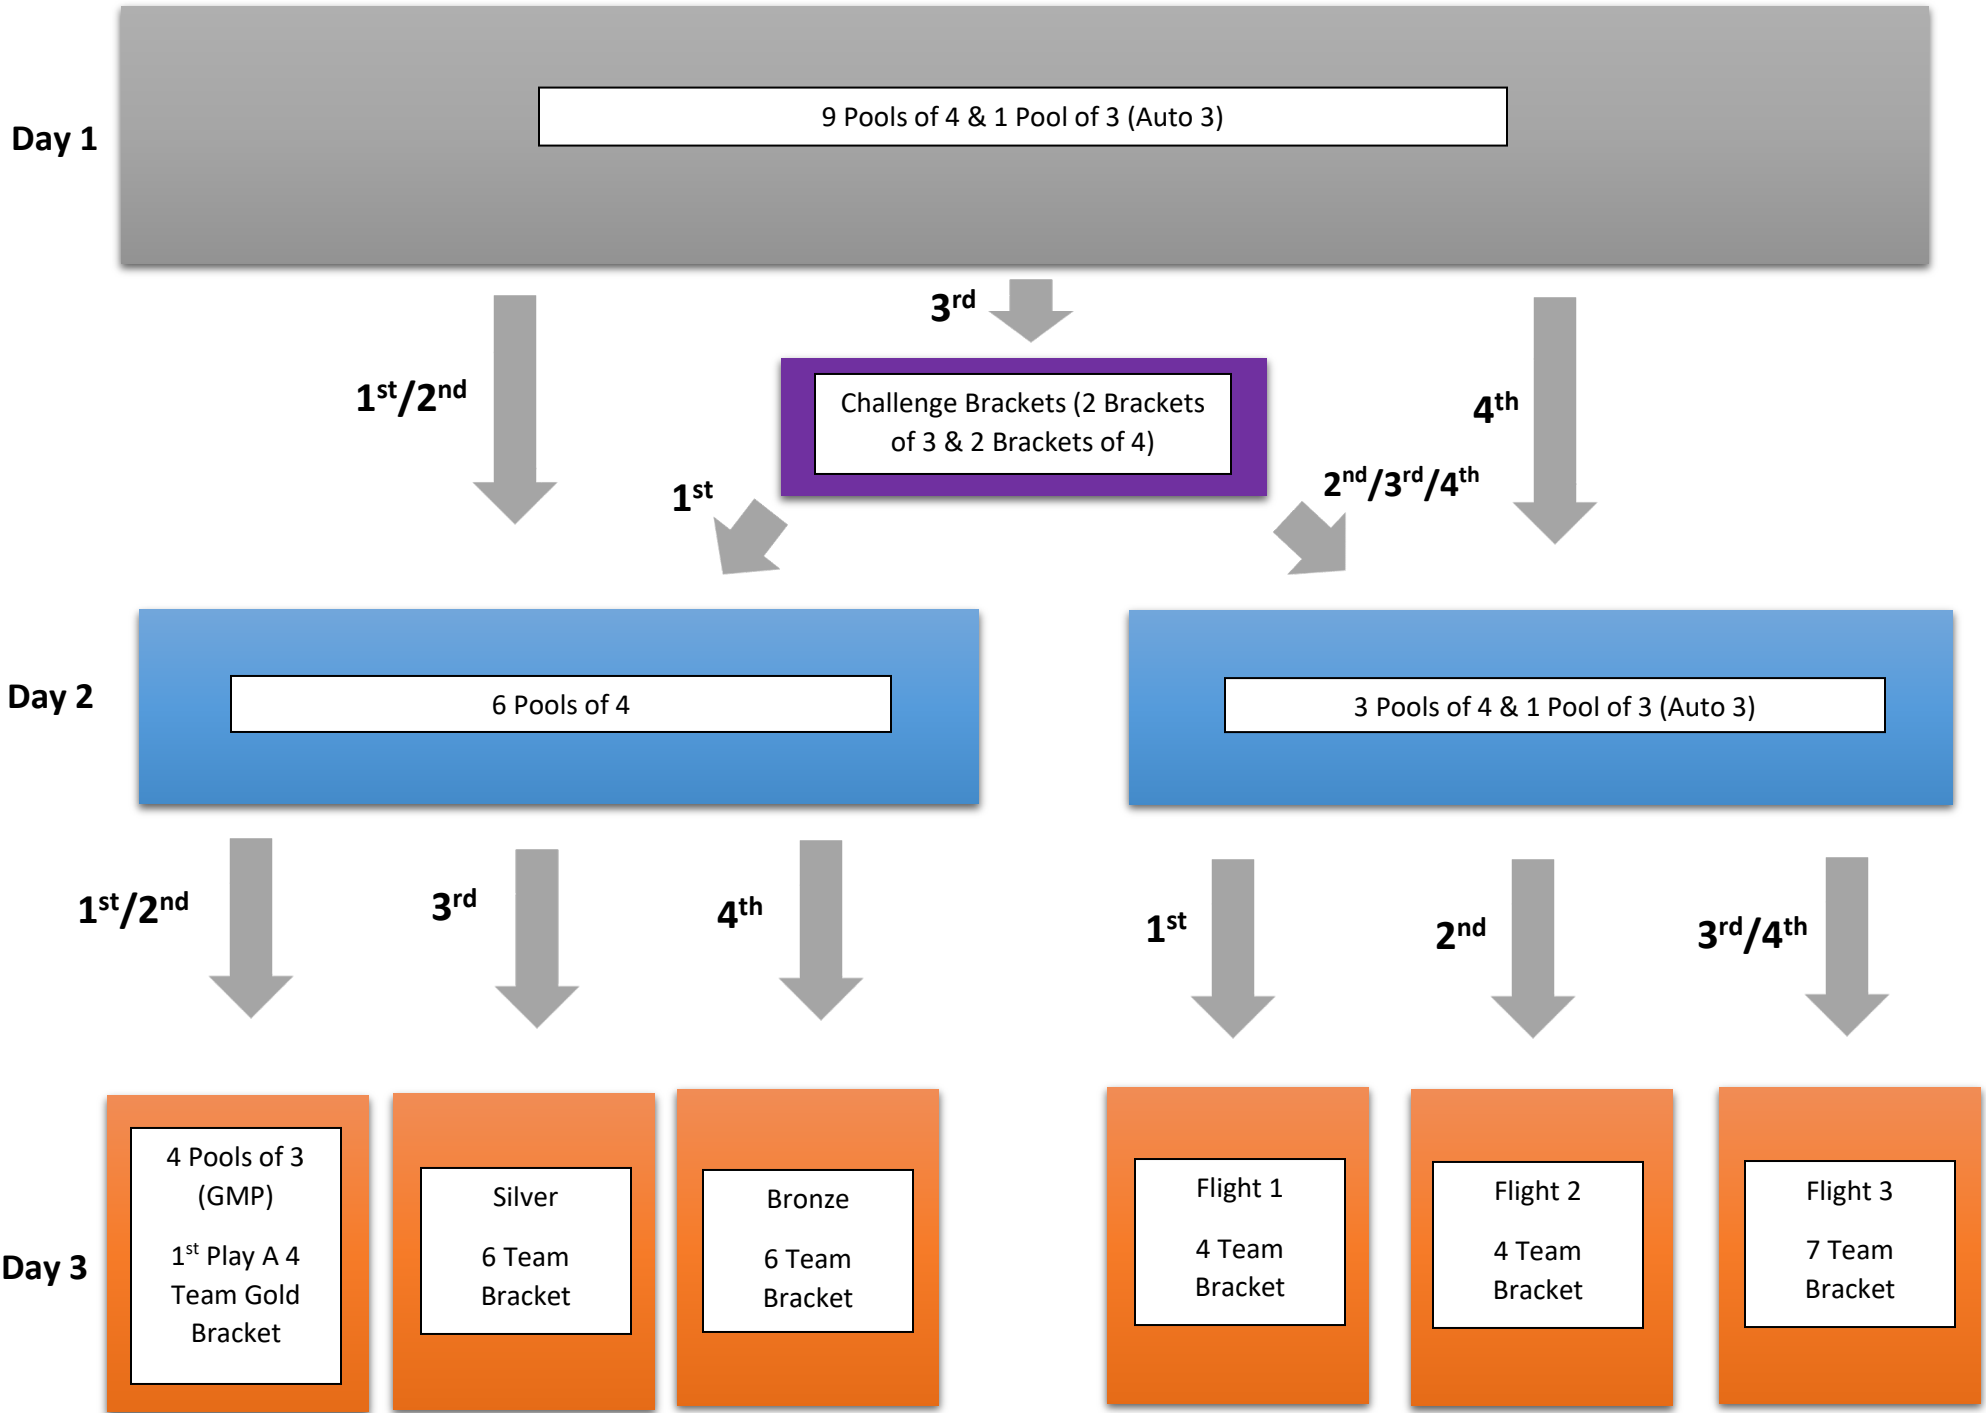 Day 1
9 Pools of 4 & 1 Pool of 3 (Auto 3)
1st/2nd
3rd
4th
Challenge Brackets (2 Brackets
of 3 & 2 Brackets of 4)
1st
2nd/3rd/4th
Day 2
6 Pools of 4
3 Pools of 4 & 1 Pool of 3 (Auto 3)
1st/2nd
3rd
4th
1st
2nd
3rd/4th
Day 3
4 Pools of 3
(GMP)
1st Play A 4
Team Gold
Bracket
Silver
6 Team
Bracket
Bronze
6 Team
Bracket
Flight 1
4 Team
Bracket
Flight 2
4 Team
Bracket
Flight 3
7 Team
Bracket